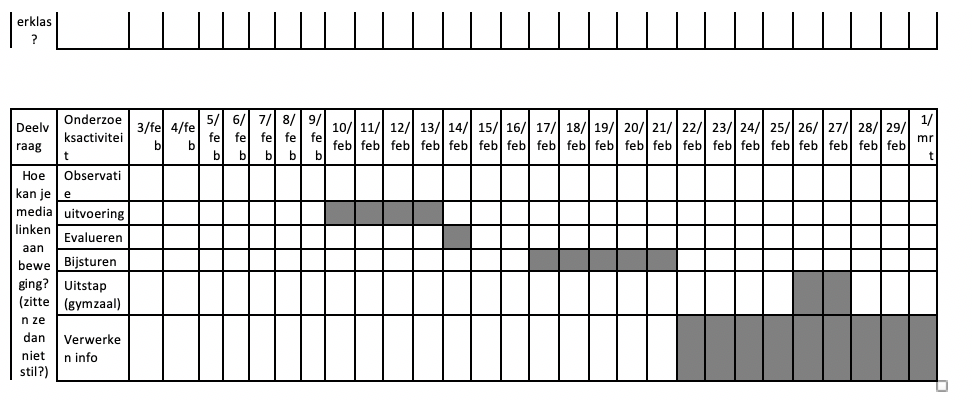 erklas
?
Deelv
raag
Onderzoe
ksactivitei
t
3/fe
b
4/fe
b
5/
fe
b
6/
fe
b
7/
fe
b
8/
fe
b
9/
fe
b
10/
feb
11/
feb
12/
feb
13/
feb
14/
feb
15/
feb
16/
feb
17/
feb
18/
feb
19/
feb
20/
feb
21/
feb
22/
feb
23/
feb
24/
feb
25/
feb
26/
feb
27/
feb
28/
feb
29/
feb
1/
mr
t
Hoe
kan je
media
linken
aan
bewe
ging?
(zitte
n ze
dan
niet
stil?)
Observati
e
uitvoering
Evalueren
Bijsturen
Uitstap
(gymzaal)
Verwerke
n info